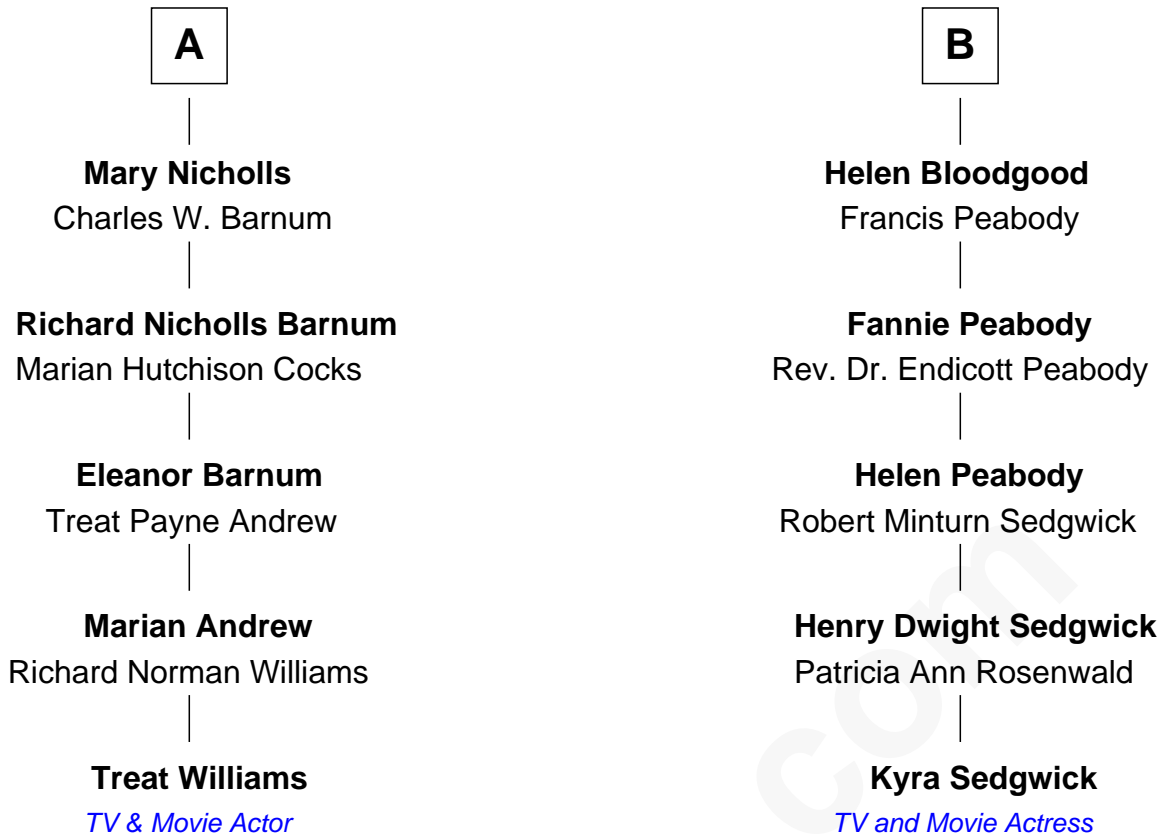 A
Mary Nicholls
Charles W. Barnum
Richard Nicholls Barnum
Marian Hutchison Cocks
Eleanor Barnum
Treat Payne Andrew
Marian Andrew
Richard Norman Williams
Treat Williams
TV & Movie Actor
B
Helen Bloodgood
Francis Peabody
Fannie Peabody
Rev. Dr. Endicott Peabody
Helen Peabody
Robert Minturn Sedgwick
Henry Dwight Sedgwick
Patricia Ann Rosenwald
Kyra Sedgwick
TV and Movie Actress
com